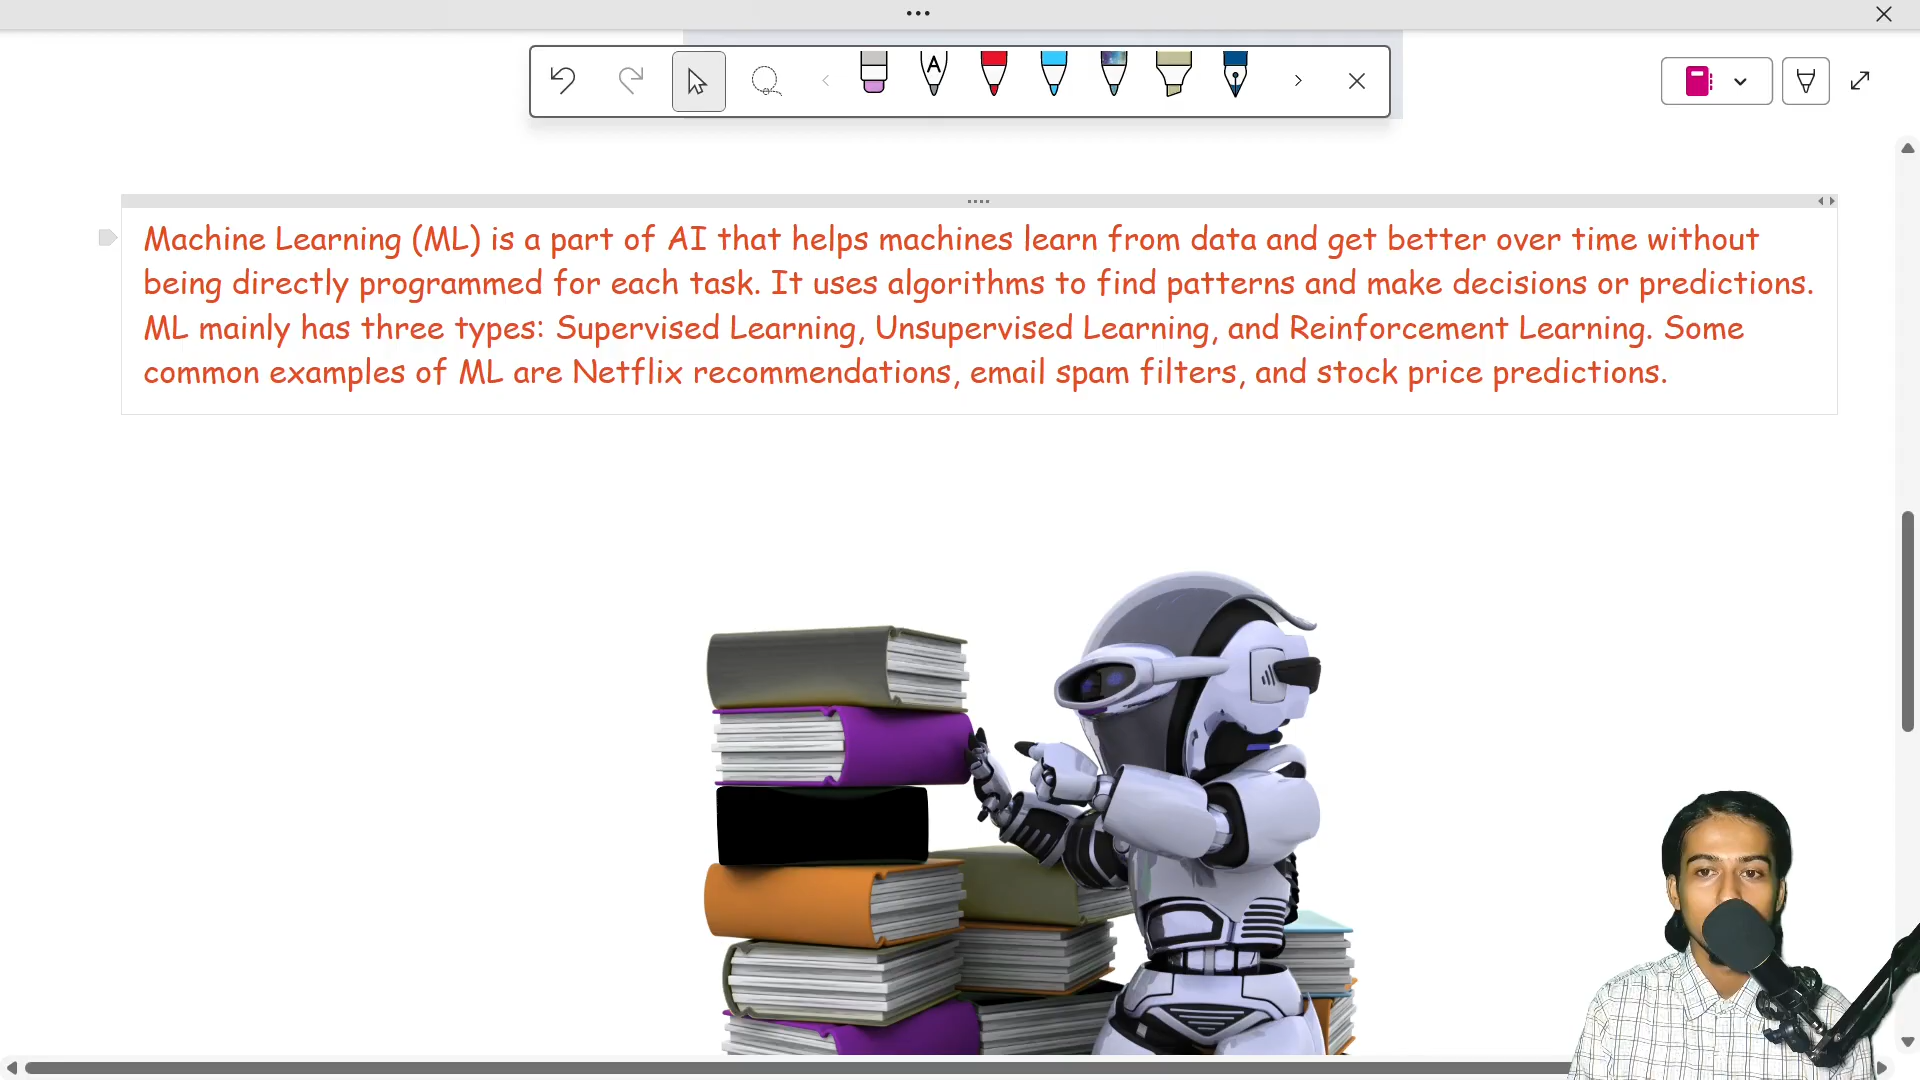 A
Machine Learning (ML) is a part of AI that helps machines learn from data and get better over time without
being directly programmed for each task. It uses algorithms to find patterns and make decisions or predictions.
ML mainly has three types: Supervised Learning, Unsupervised Learning, and Reinforcement Learning. Some
common examples of ML are Netflix recommendations, email spam filters, and stock price predictions.